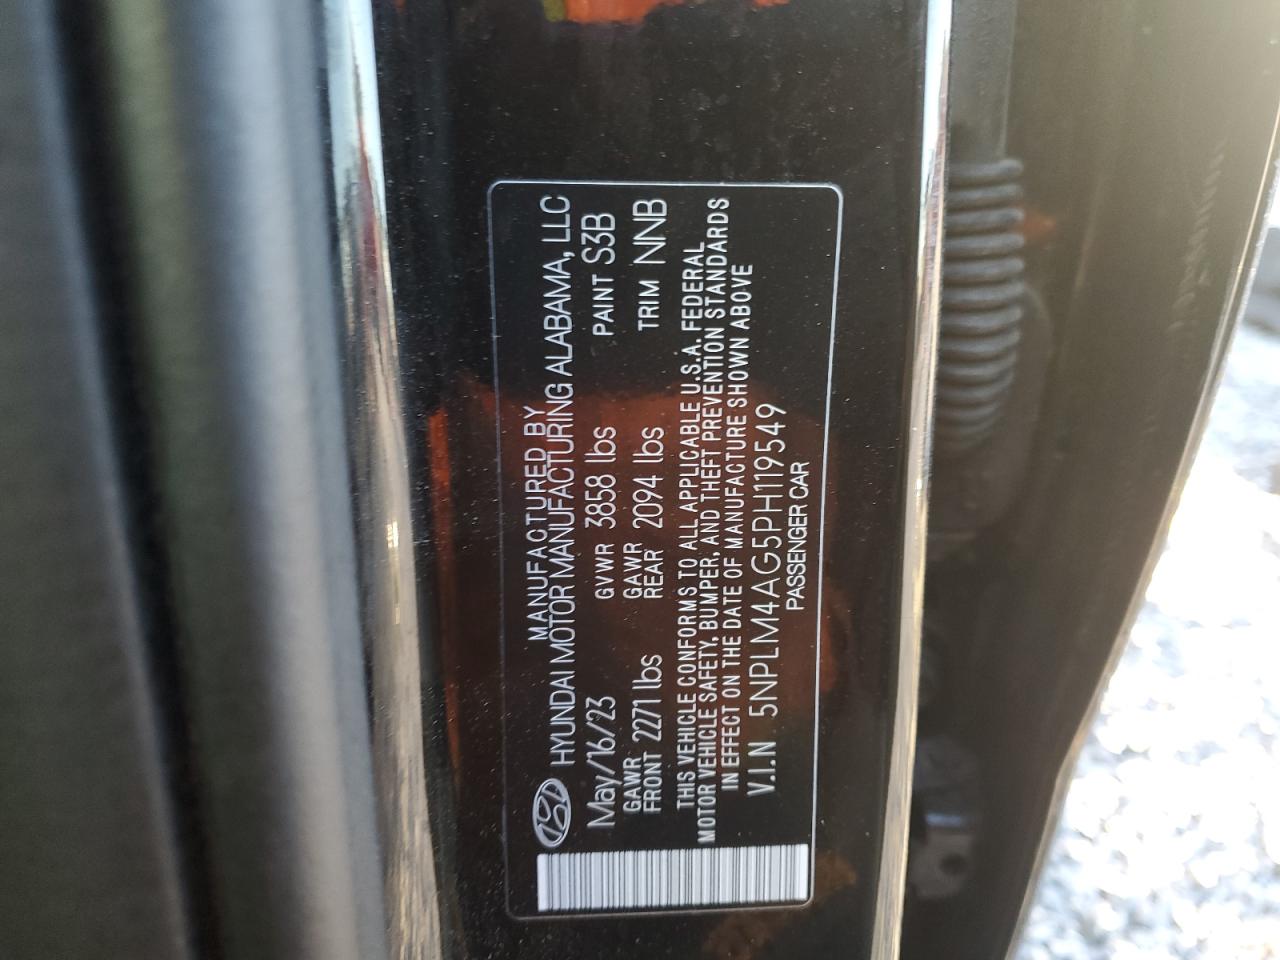 MANUFACTURED BY
HYUNDAI MOTOR MANUFACTURING ALABAMA, LLC
May/16/23 GVWR 3858 lbs PAINT S3B
GAWR FRONT 2271 lbs GAWR REAR 2094 lbs TRIM NNB
THIS VEHICLE CONFORMS TO ALL APPLICABLE U.S.A. FEDERAL
MOTOR VEHICLE SAFETY, BUMPER, AND THEFT PREVENTION STANDARDS
IN EFFECT ON THE DATE OF MANUFACTURE SHOWN ABOVE
V.I.N 5NPLM4AG5PH119549
PASSENGER CAR